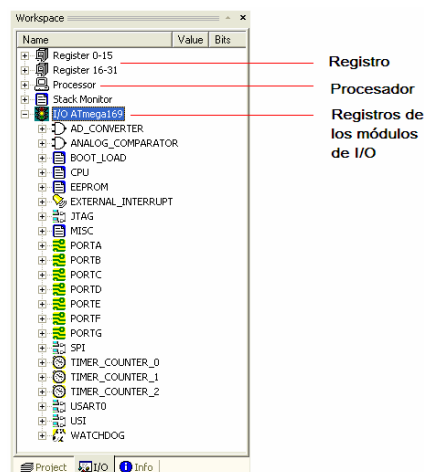 Workspace
Name Value Bits
Register 0-15
Register 16-31
Processor
Stack Monitor
I/O ATmega169
AD_CONVERTER
ANALOG_COMPARATOR
BOOT_LOAD
CPU
EEPROM
EXTERNAL_INTERRUPT
JTAG
MISC
PORTA
PORTB
PORTC
PORTD
PORTE
PORTF
PORTG
SPI
TIMER_COUNTER_0
TIMER_COUNTER_1
TIMER_COUNTER_2
USART0
USI
WATCHDOG
Project I/O Info
Registro
Procesador
Registros de
los módulos
de I/O